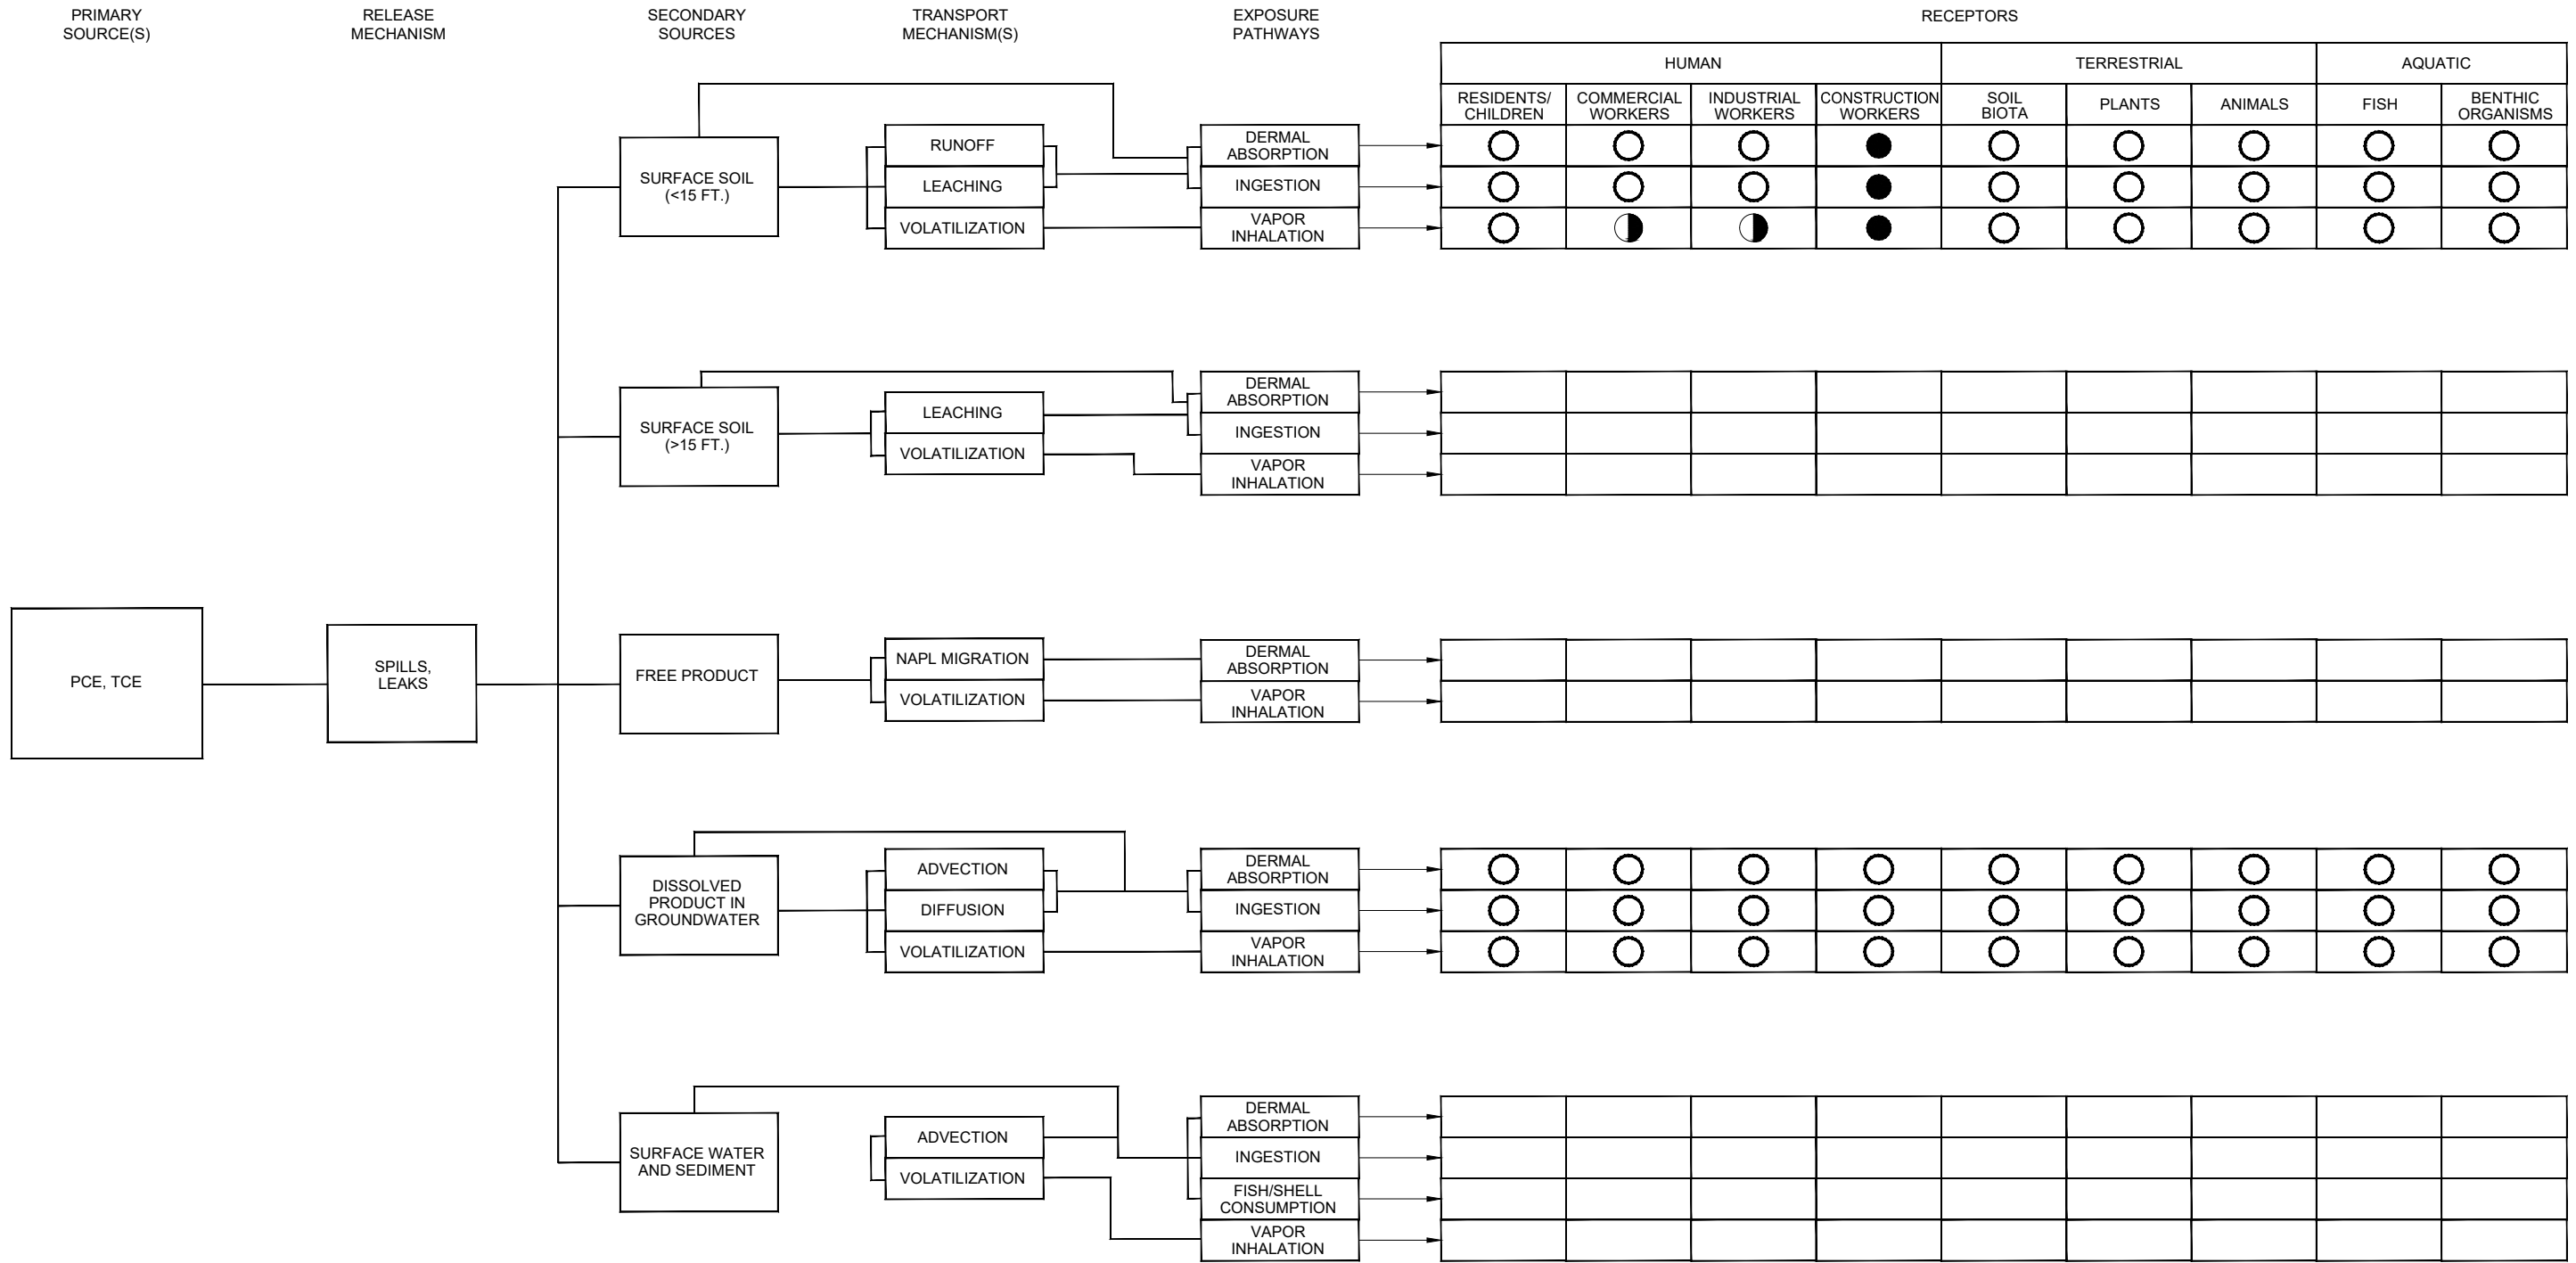 PRIMARY
SOURCE(S)
RELEASE
MECHANISM
SECONDARY
SOURCES
TRANSPORT
MECHANISM(S)
EXPOSURE
PATHWAYS
RECEPTORS
HUMAN
TERRESTRIAL
AQUATIC
RESIDENTS/
CHILDREN
COMMERCIAL
WORKERS
INDUSTRIAL
WORKERS
CONSTRUCTION
WORKERS
SOIL
BIOTA
PLANTS
ANIMALS
FISH
BENTHIC
ORGANISMS
SURFACE SOIL
(<15 FT.)
RUNOFF
LEACHING
VOLATILIZATION
DERMAL
ABSORPTION
INGESTION
VAPOR
INHALATION
SURFACE SOIL
(>15 FT.)
LEACHING
VOLATILIZATION
DERMAL
ABSORPTION
INGESTION
VAPOR
INHALATION
PCE, TCE
SPILLS,
LEAKS
FREE PRODUCT
NAPL MIGRATION
VOLATILIZATION
DERMAL
ABSORPTION
VAPOR
INHALATION
DISSOLVED
PRODUCT IN
GROUNDWATER
ADVECTION
DIFFUSION
VOLATILIZATION
DERMAL
ABSORPTION
INGESTION
VAPOR
INHALATION
SURFACE WATER
AND SEDIMENT
ADVECTION
VOLATILIZATION
DERMAL
ABSORPTION
INGESTION
FISH/SHELL
CONSUMPTION
VAPOR
INHALATION